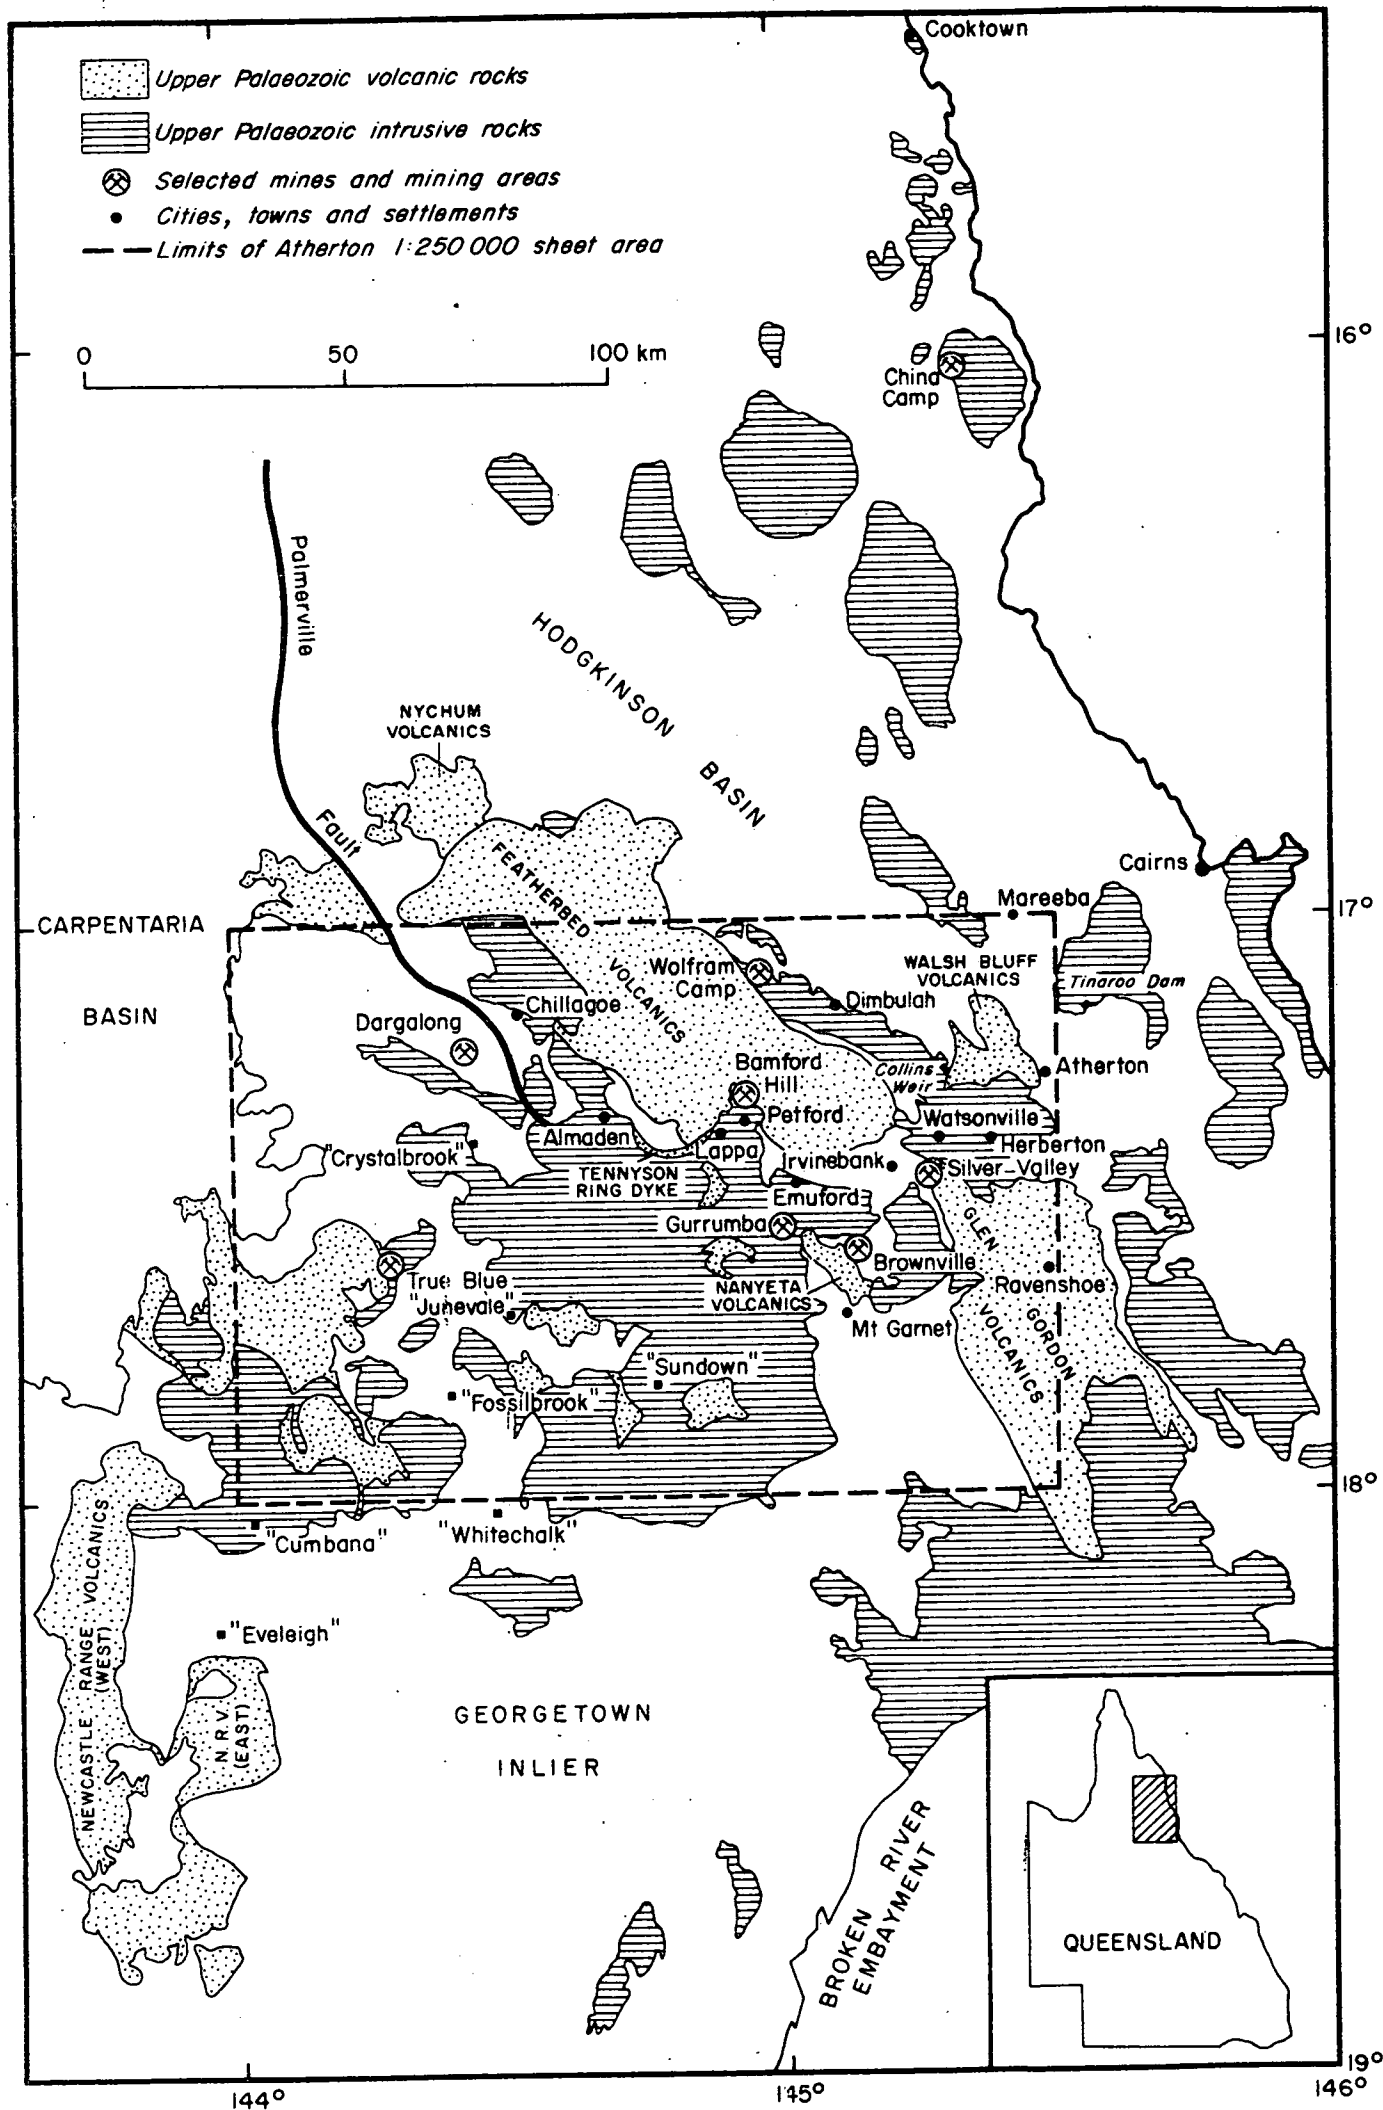 Cooktown
Upper Palaeozoic volcanic rocks
Upper Palaeozoic intrusive rocks
Selected mines and mining areas
Cities, towns and settlements
Limits of Atherton 1:250 000 sheet area
0 50 100 km
16°
China
Camp
Palmerville
Fault
HODGKINSON
BASIN
NYCHUM
VOLCANICS
FEATHERBED
VOLCANICS
Cairns
Mareeba
17°
CARPENTARIA
BASIN
Wolfram
Camp
WALSH BLUFF
VOLCANICS
Tinaroo Dam
Chillagoe
Dimbulah
Dargalong
Bamford
Hill
Collins
Weir
Atherton
Petford
Watsonville
Almaden
Lappa
Herberton
"Crystalbrook"
TENNYSON
RING DYKE
Irvinebank
Silver Valley
Emuford
Gurrumba
GLEN
GORDON
VOLCANICS
Brownville
True Blue
"Junevale"
NANYETA
VOLCANICS
Ravenshoe
Mt Garnet
"Sundown"
"Fossilbrook"
18°
"Cumbana"
"Whitechalk"
NEWCASTLE RANGE VOLCANICS
(WEST)
"Eveleigh"
N.R.V.
(EAST)
GEORGETOWN
INLIER
BROKEN RIVER
EMBAYMENT
QUEENSLAND
19°
144°
145°
146°